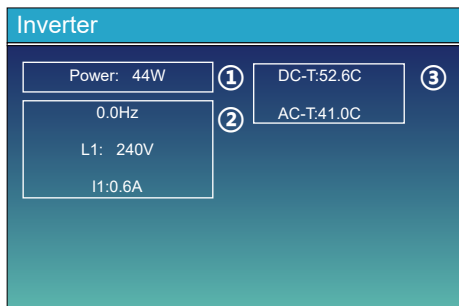 Inverter
Power: 44W
①
0.0Hz
L1: 240V
I1:0.6A
②
DC-T:52.6C
AC-T:41.0C
③